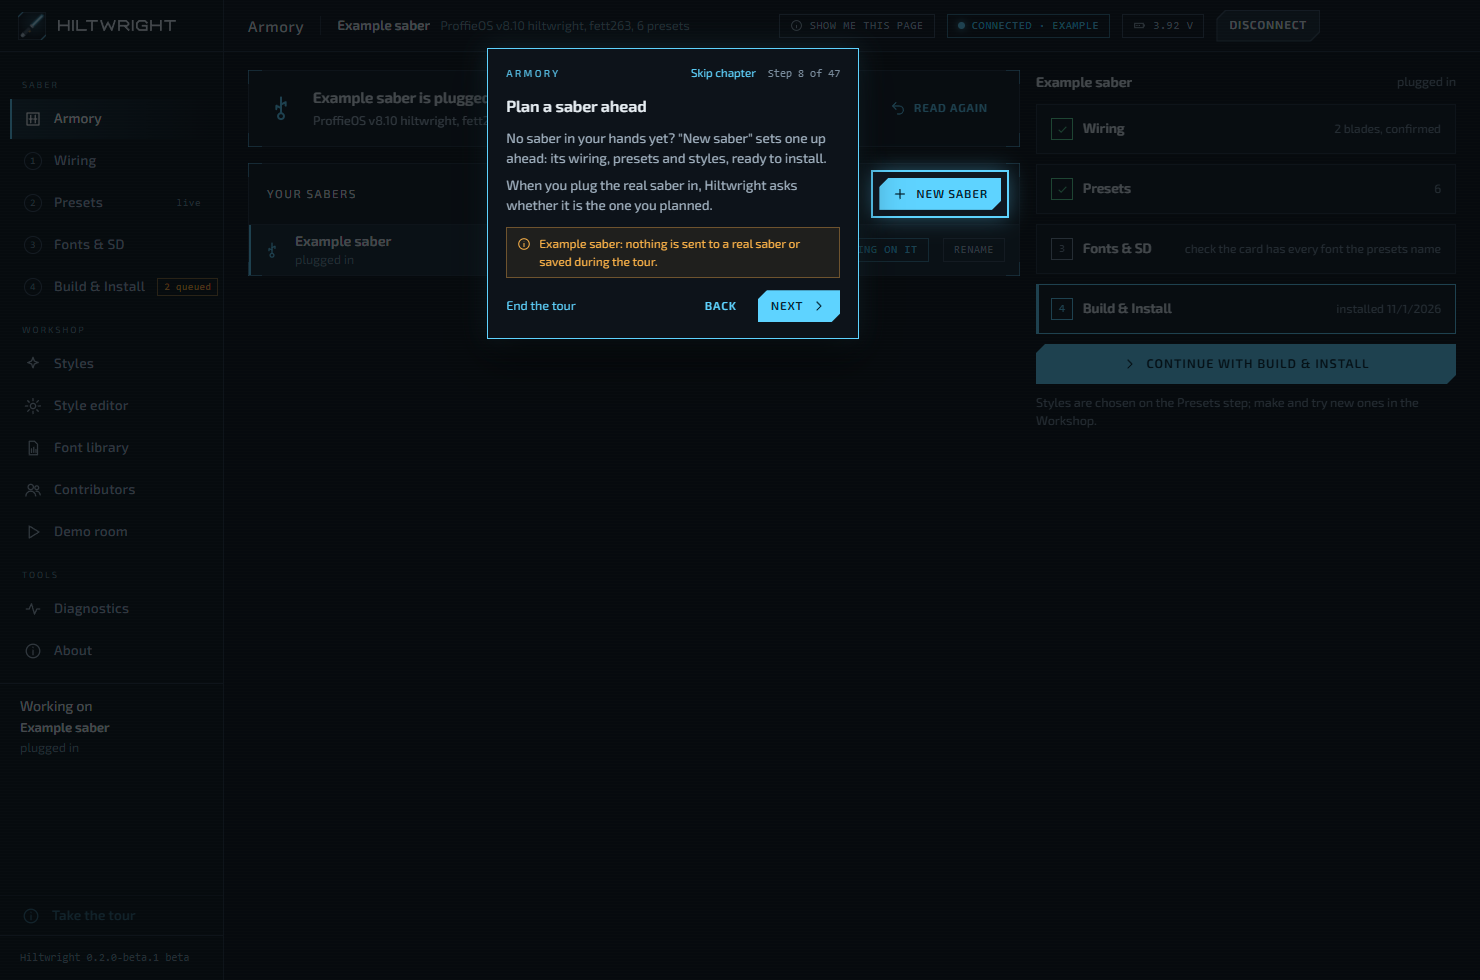 HILTWRIGHT
Armory
Example saber
ProffieOS v8.10 hiltwright, fett263, 6 presets
SHOW ME THIS PAGE
CONNECTED · EXAMPLE
3.92 V
DISCONNECT
SABER
Armory
1 Wiring
2 Presets live
3 Fonts & SD
4 Build & Install 2 queued
WORKSHOP
Styles
Style editor
Font library
Contributors
Demo room
TOOLS
Diagnostics
About
Working on
Example saber
plugged in
Take the tour
Hiltwright 0.2.0-beta.1 beta
Example saber is plugged
ProffieOS v8.10 hiltwright, fett2
READ AGAIN
YOUR SABERS
NEW SABER
Example saber
plugged in
ON IT
RENAME
ARMORY
Skip chapter
Step 8 of 47
Plan a saber ahead
No saber in your hands yet? "New saber" sets one up
ahead: its wiring, presets and styles, ready to install.
When you plug the real saber in, Hiltwright asks
whether it is the one you planned.
Example saber: nothing is sent to a real saber or
saved during the tour.
End the tour
BACK
NEXT
Example saber plugged in
Wiring 2 blades, confirmed
Presets 6
3 Fonts & SD check the card has every font the presets name
4 Build & Install installed 11/1/2026
CONTINUE WITH BUILD & INSTALL
Styles are chosen on the Presets step; make and try new ones in the
Workshop.